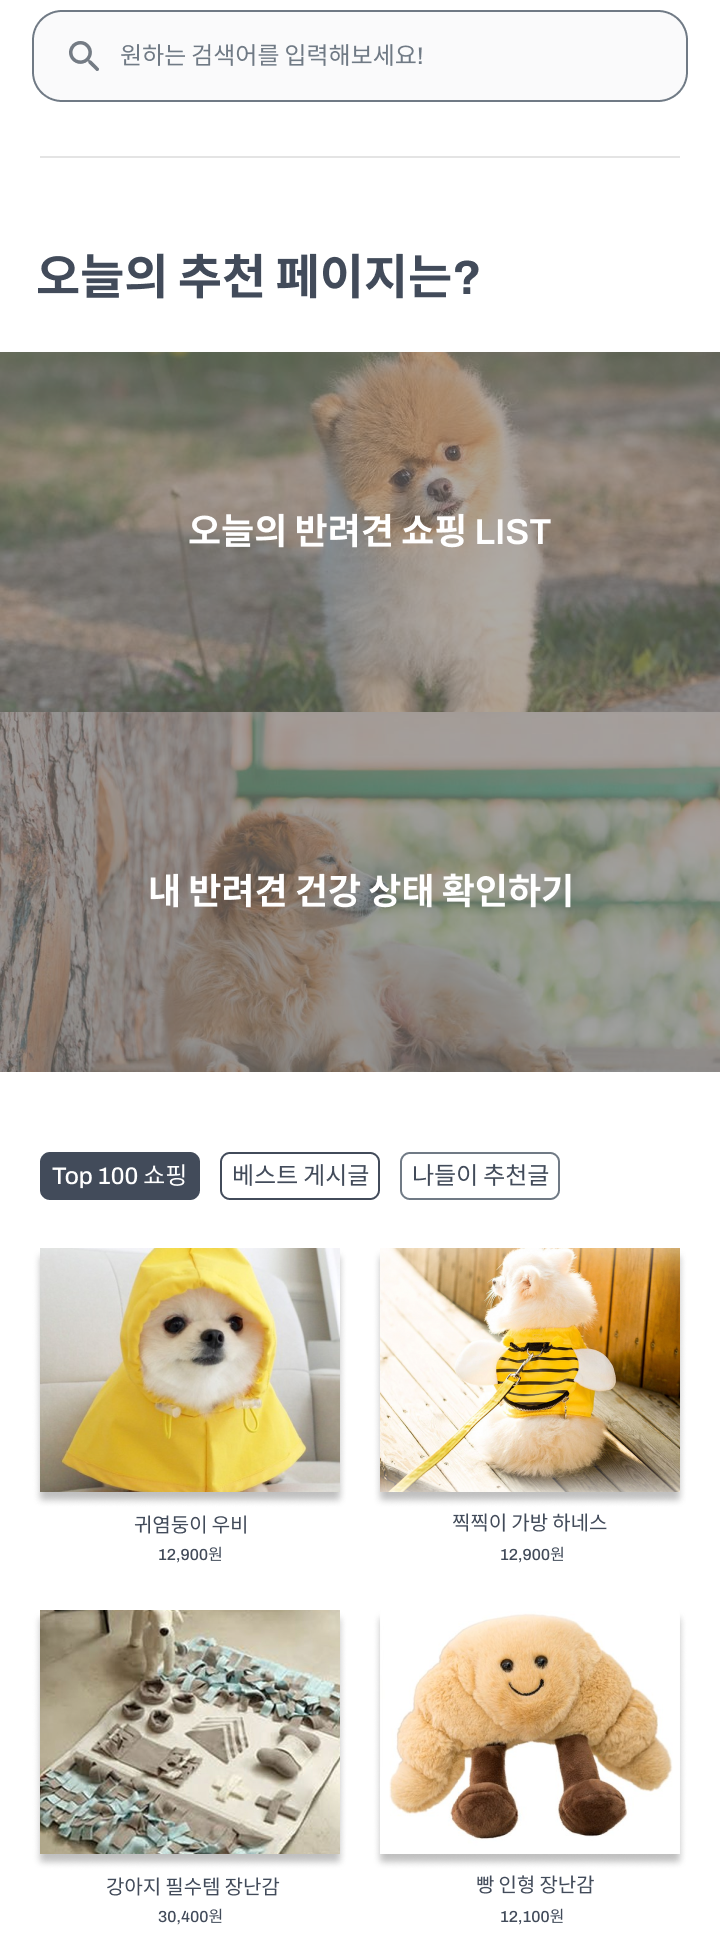 원하는 검색어를 입력해보세요!
오늘의 추천 페이지는?
오늘의 반려견 쇼핑 LIST
내 반려견 건강 상태 확인하기
Top 100 쇼핑
베스트 게시글
나들이 추천글
귀염둥이 우비
12,900원
찍찍이 가방 하네스
12,900원
강아지 필수템 장난감
30,400원
빵 인형 장난감
12,100원